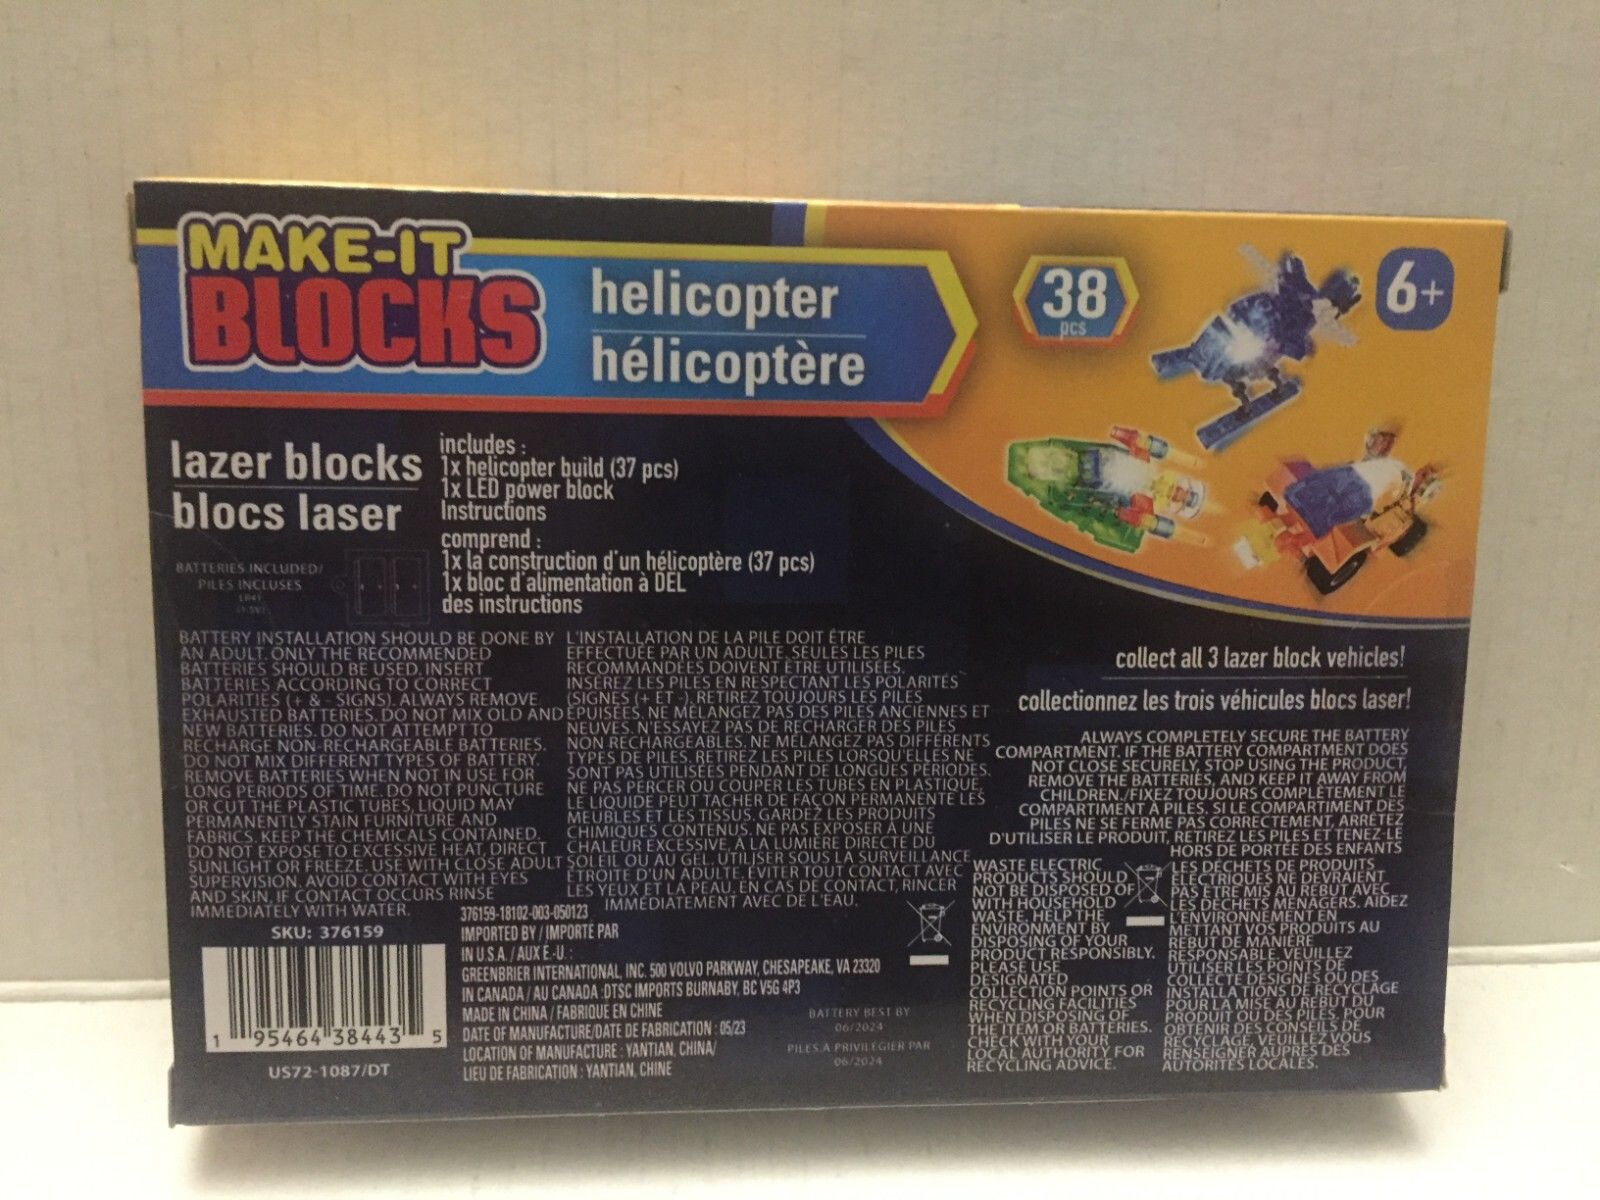 MAKE-IT
BLOCKS
helicopter
hélicoptère
38
pcs
6+
lazer blocks
blocs laser
includes :
1x helicopter build (37 pcs)
1x LED power block
Instructions
comprend :
1x la construction d'un hélicoptère (37 pcs)
1x bloc d'alimentation à DEL
des instructions
BATTERIES INCLUDED/
PILES INCLUSES
LR41
(1.5V)
BATTERY INSTALLATION SHOULD BE DONE BY
AN ADULT. ONLY THE RECOMMENDED
BATTERIES SHOULD BE USED. INSERT
BATTERIES ACCORDING TO CORRECT
POLARITIES (+ & - SIGNS). ALWAYS REMOVE
EXHAUSTED BATTERIES. DO NOT MIX OLD AND
NEW BATTERIES. DO NOT ATTEMPT TO
RECHARGE NON-RECHARGEABLE BATTERIES.
DO NOT MIX DIFFERENT TYPES OF BATTERY.
REMOVE BATTERIES WHEN NOT IN USE FOR
LONG PERIODS OF TIME. DO NOT PUNCTURE
OR CUT THE PLASTIC TUBES, LIQUID MAY
PERMANENTLY STAIN FURNITURE AND
FABRICS. KEEP THE CHEMICALS CONTAINED.
DO NOT EXPOSE TO EXCESSIVE HEAT, DIRECT
SUNLIGHT OR FREEZE. USE WITH CLOSE ADULT
SUPERVISION. AVOID CONTACT WITH EYES
AND SKIN, IF CONTACT OCCURS RINSE
IMMEDIATELY WITH WATER.
L'INSTALLATION DE LA PILE DOIT ÊTRE
EFFECTUÉE PAR UN ADULTE. SEULES LES PILES
RECOMMANDÉES DOIVENT ÊTRE UTILISÉES.
INSÉREZ LES PILES EN RESPECTANT LES POLARITÉS
(SIGNES (+ ET -). RETIREZ TOUJOURS LES PILES
ÉPUISÉES. NE MÉLANGEZ PAS DES PILES ANCIENNES ET
NEUVES. N'ESSAYEZ PAS DE RECHARGER DES PILES
NON RECHARGEABLES. NE MÉLANGEZ PAS DIFFÉRENTS
TYPES DE PILES. RETIREZ LES PILES LORSQU'ELLES NE
SONT PAS UTILISÉES PENDANT DE LONGUES PÉRIODES.
NE PAS PERCER OU COUPER LES TUBES EN PLASTIQUE,
LE LIQUIDE PEUT TACHER DE FAÇON PERMANENTE LES
MEUBLES ET LES TISSUS. GARDEZ LES PRODUITS
CHIMIQUES CONTENUS. NE PAS EXPOSER À UNE
CHALEUR EXCESSIVE, À LA LUMIÈRE DIRECTE DU
SOLEIL OU AU GEL. UTILISER SOUS LA SURVEILLANCE
ÉTROITE D'UN ADULTE. ÉVITER TOUT CONTACT AVEC
LES YEUX ET LA PEAU, EN CAS DE CONTACT, RINCER
IMMÉDIATEMENT AVEC DE L'EAU.
collect all 3 lazer block vehicles!
collectionnez les trois véhicules blocs laser!
ALWAYS COMPLETELY SECURE THE BATTERY
COMPARTMENT. IF THE BATTERY COMPARTMENT DOES
NOT CLOSE SECURELY, STOP USING THE PRODUCT,
REMOVE THE BATTERIES, AND KEEP IT AWAY FROM
CHILDREN./FIXEZ TOUJOURS COMPLÈTEMENT LE
COMPARTIMENT À PILES. SI LE COMPARTIMENT DES
PILES NE SE FERME PAS CORRECTEMENT, ARRÊTEZ
D'UTILISER LE PRODUIT, RETIREZ LES PILES ET TENEZ-LE
HORS DE PORTÉE DES ENFANTS
WASTE ELECTRIC
PRODUCTS SHOULD
NOT BE DISPOSED OF
WITH HOUSEHOLD
WASTE. HELP THE
ENVIRONMENT BY
DISPOSING OF YOUR
PRODUCT RESPONSIBLY.
PLEASE USE
DESIGNATED
COLLECTION POINTS OR
RECYCLING FACILITIES
WHEN DISPOSING OF
THE ITEM OR BATTERIES.
CHECK WITH YOUR
LOCAL AUTHORITY FOR
RECYCLING ADVICE.
LES DÉCHETS DE PRODUITS
ÉLECTRIQUES NE DEVRAIENT
PAS ÊTRE MIS AU REBUT AVEC
LES DÉCHETS MÉNAGERS. AIDEZ
L'ENVIRONNEMENT EN
METTANT VOS PRODUITS AU
REBUT DE MANIÈRE
RESPONSABLE. VEUILLEZ
UTILISER LES POINTS DE
COLLECTE DÉSIGNÉS OU DES
INSTALLATIONS DE RECYCLAGE
POUR LA MISE AU REBUT DU
PRODUIT OU DES PILES. POUR
OBTENIR DES CONSEILS DE
RECYCLAGE, VEUILLEZ VOUS
RENSEIGNER AUPRÈS DES
AUTORITÉS LOCALES.
SKU: 376159
1 95464 38443 5
US72-1087/DT
376159-18102-003-050123
IMPORTED BY / IMPORTÉ PAR
IN U.S.A. / AUX É.-U. :
GREENBRIER INTERNATIONAL, INC. 500 VOLVO PARKWAY, CHESAPEAKE, VA 23320
IN CANADA / AU CANADA :DTSC IMPORTS BURNABY, BC V5G 4P3
MADE IN CHINA / FABRIQUÉ EN CHINE
DATE OF MANUFACTURE/DATE DE FABRICATION : 05/23
LOCATION OF MANUFACTURE : YANTIAN, CHINA/
LIEU DE FABRICATION : YANTIAN, CHINE
BATTERY BEST BY
06/2024
PILES À PRIVILÉGIER PAR
06/2024